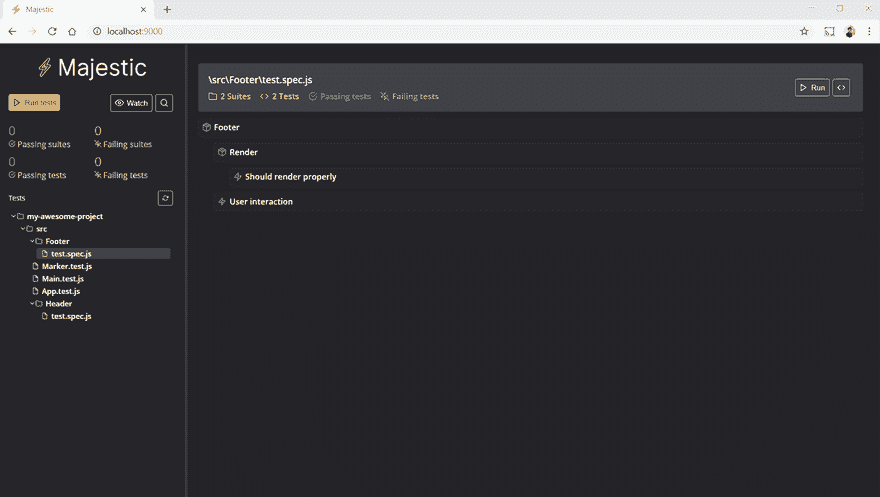 Majestic
localhost:9000
Majestic
Run tests
Watch
0 0
Passing suites Failing suites
0 0
Passing tests Failing tests
Tests
my-awesome-project
src
Footer
test.spec.js
Marker.test.js
Main.test.js
App.test.js
Header
test.spec.js
\src\Footer\test.spec.js
2 Suites 2 Tests Passing tests Failing tests
Run
Footer
Render
Should render properly
User interaction